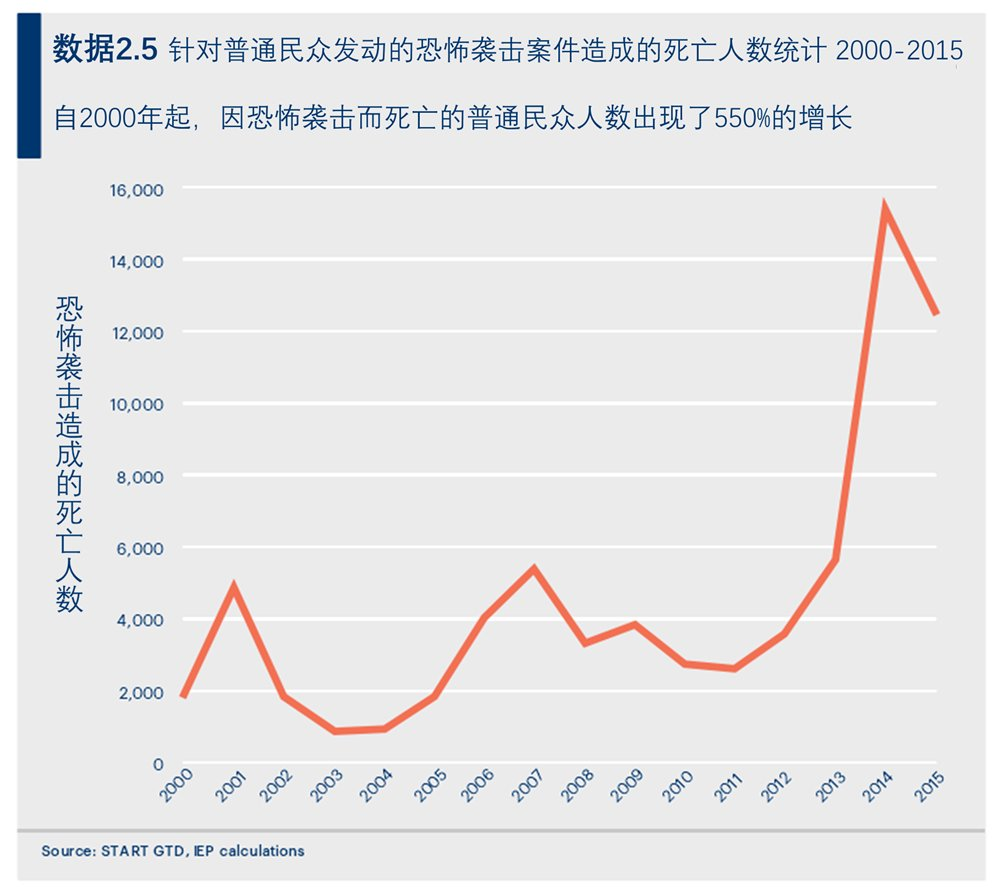 数据2.5 针对普通民众发动的恐怖袭击案件造成的死亡人数统计 2000-2015
自2000年起，因恐怖袭击而死亡的普通民众人数出现了550%的增长
恐怖袭击造成的死亡人数
16,000
14,000
12,000
10,000
8,000
6,000
4,000
2,000
0
2000 2001 2002 2003 2004 2005 2006 2007 2008 2009 2010 2011 2012 2013 2014 2015
Source: START GTD, IEP calculations